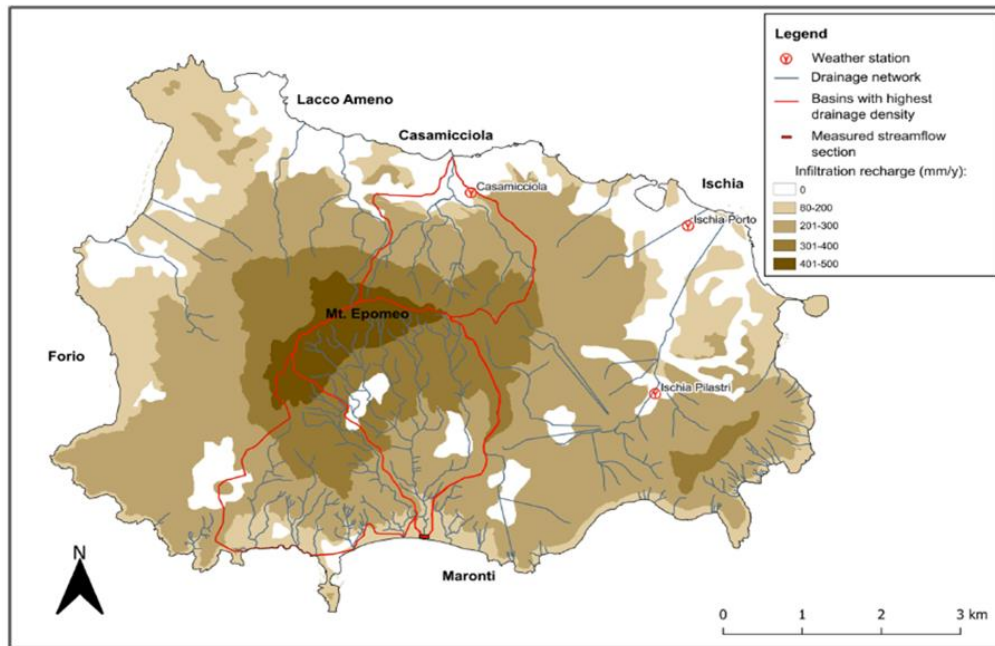 Legend
Weather station
Drainage network
Basins with highest
drainage density
Measured streamflow
section
Infiltration recharge (mm/y):
0
80-200
201-300
301-400
401-500
Lacco Ameno
Casamicciola
Casamicciola
Ischia
Ischia Porto
Mt. Epomeo
Forio
Ischia Pilastri
Maronti
N
0 1 2 3 km